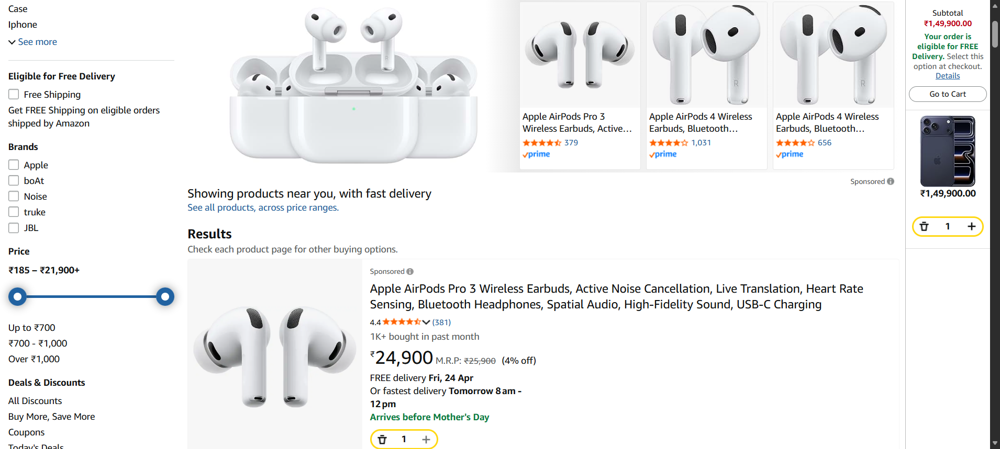 Case
Iphone
See more
Eligible for Free Delivery
Free Shipping
Get FREE Shipping on eligible orders
shipped by Amazon
Brands
Apple
boAt
Noise
truke
JBL
Price
₹185 – ₹21,900+
Up to ₹700
₹700 - ₹1,000
Over ₹1,000
Deals & Discounts
All Discounts
Buy More, Save More
Coupons
Today's Deals
L
R
Apple AirPods Pro 3
Wireless Earbuds, Active...
379
prime
R
Apple AirPods 4 Wireless
Earbuds, Bluetooth...
1,031
prime
R
Apple AirPods 4 Wireless
Earbuds, Bluetooth...
656
prime
Sponsored
Showing products near you, with fast delivery
See all products, across price ranges.
Results
Check each product page for other buying options.
Sponsored
Apple AirPods Pro 3 Wireless Earbuds, Active Noise Cancellation, Live Translation, Heart Rate
Sensing, Bluetooth Headphones, Spatial Audio, High-Fidelity Sound, USB-C Charging
4.4 (381)
1K+ bought in past month
₹24,900 M.R.P: ₹25,900 (4% off)
FREE delivery Fri, 24 Apr
Or fastest delivery Tomorrow 8 am -
12 pm
Arrives before Mother's Day
1
Subtotal
₹1,49,900.00
Your order is
eligible for FREE
Delivery. Select this
option at checkout.
Details
Go to Cart
₹1,49,900.00
1